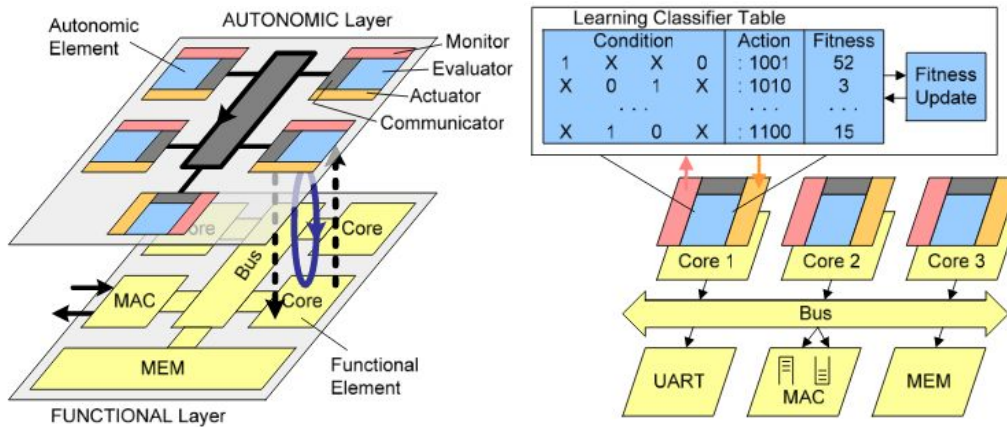 AUTONOMIC Layer
Autonomic
Element
Monitor
Evaluator
Actuator
Communicator
Core
Core
Bus
MAC
Core
MEM
Functional
Element
FUNCTIONAL Layer
Learning Classifier Table
Condition Action Fitness
1 X X 0 : 1001 52
X 0 1 X : 1010 3
. . . . . . . . .
X 1 0 X : 1100 15
Fitness
Update
Core 1 Core 2 Core 3
Bus
UART MAC MEM